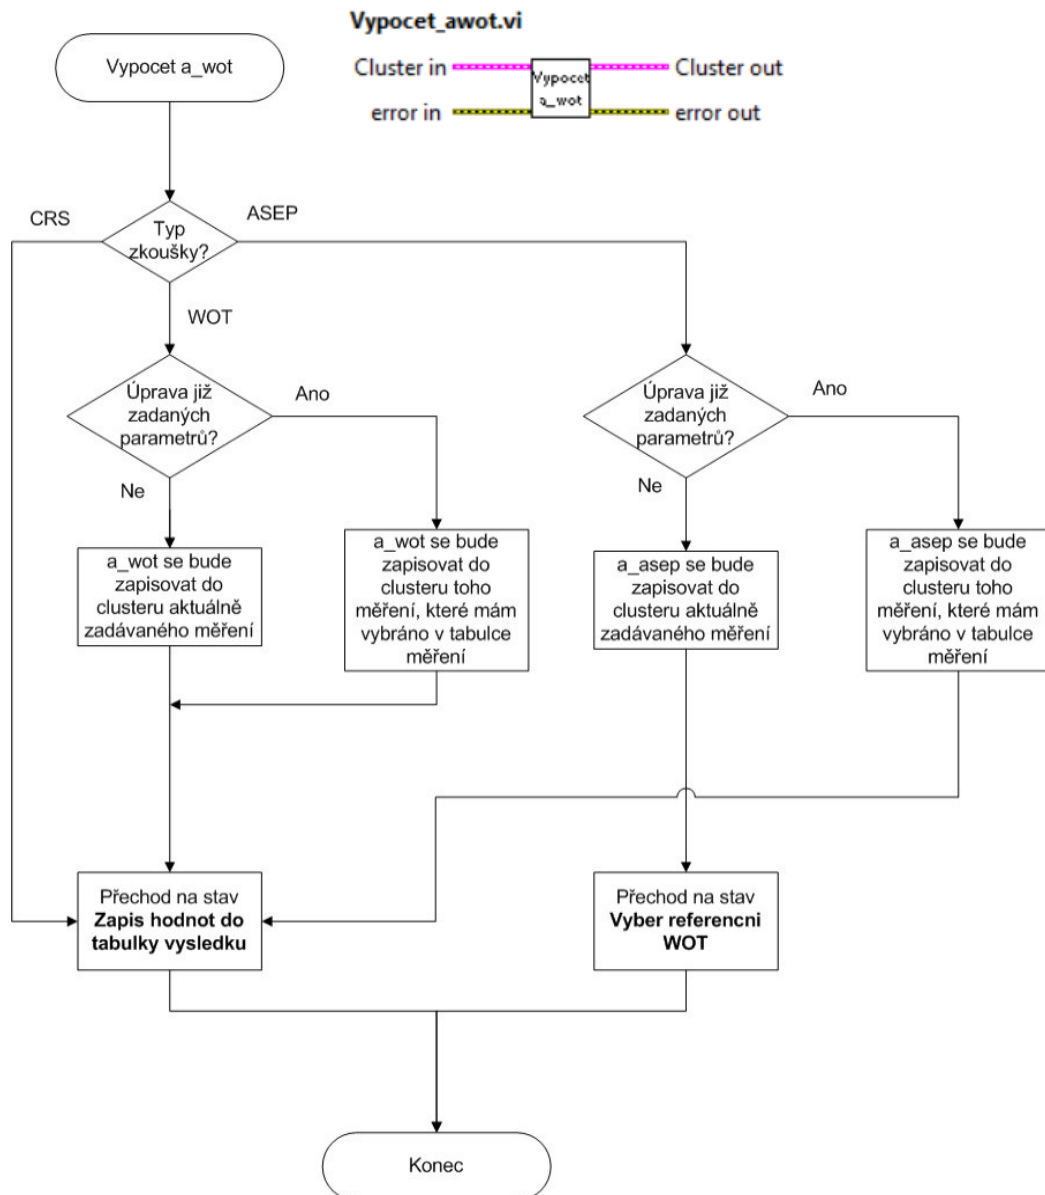 Vypocet_awot.vi
Cluster in
Vypocet
a_wot
Cluster out
error in
error out
Vypocet a_wot
CRS
Typ
zkoušky?
ASEP
WOT
Úprava již
zadaných
parametrů?
Ano
Ne
Úprava již
zadaných
parametrů?
Ano
Ne
a_wot se bude
zapisovat do
clusteru aktuálně
zadávaného měření
a_wot se bude
zapisovat do
clusteru toho
měření, které mám
vybráno v tabulce
měření
a_asep se bude
zapisovat do
clusteru aktuálně
zadávaného měření
a_asep se bude
zapisovat do
clusteru toho
měření, které mám
vybráno v tabulce
měření
Přechod na stav
Zapis hodnot do
tabulky vysledku
Přechod na stav
Vyber referencni
WOT
Konec